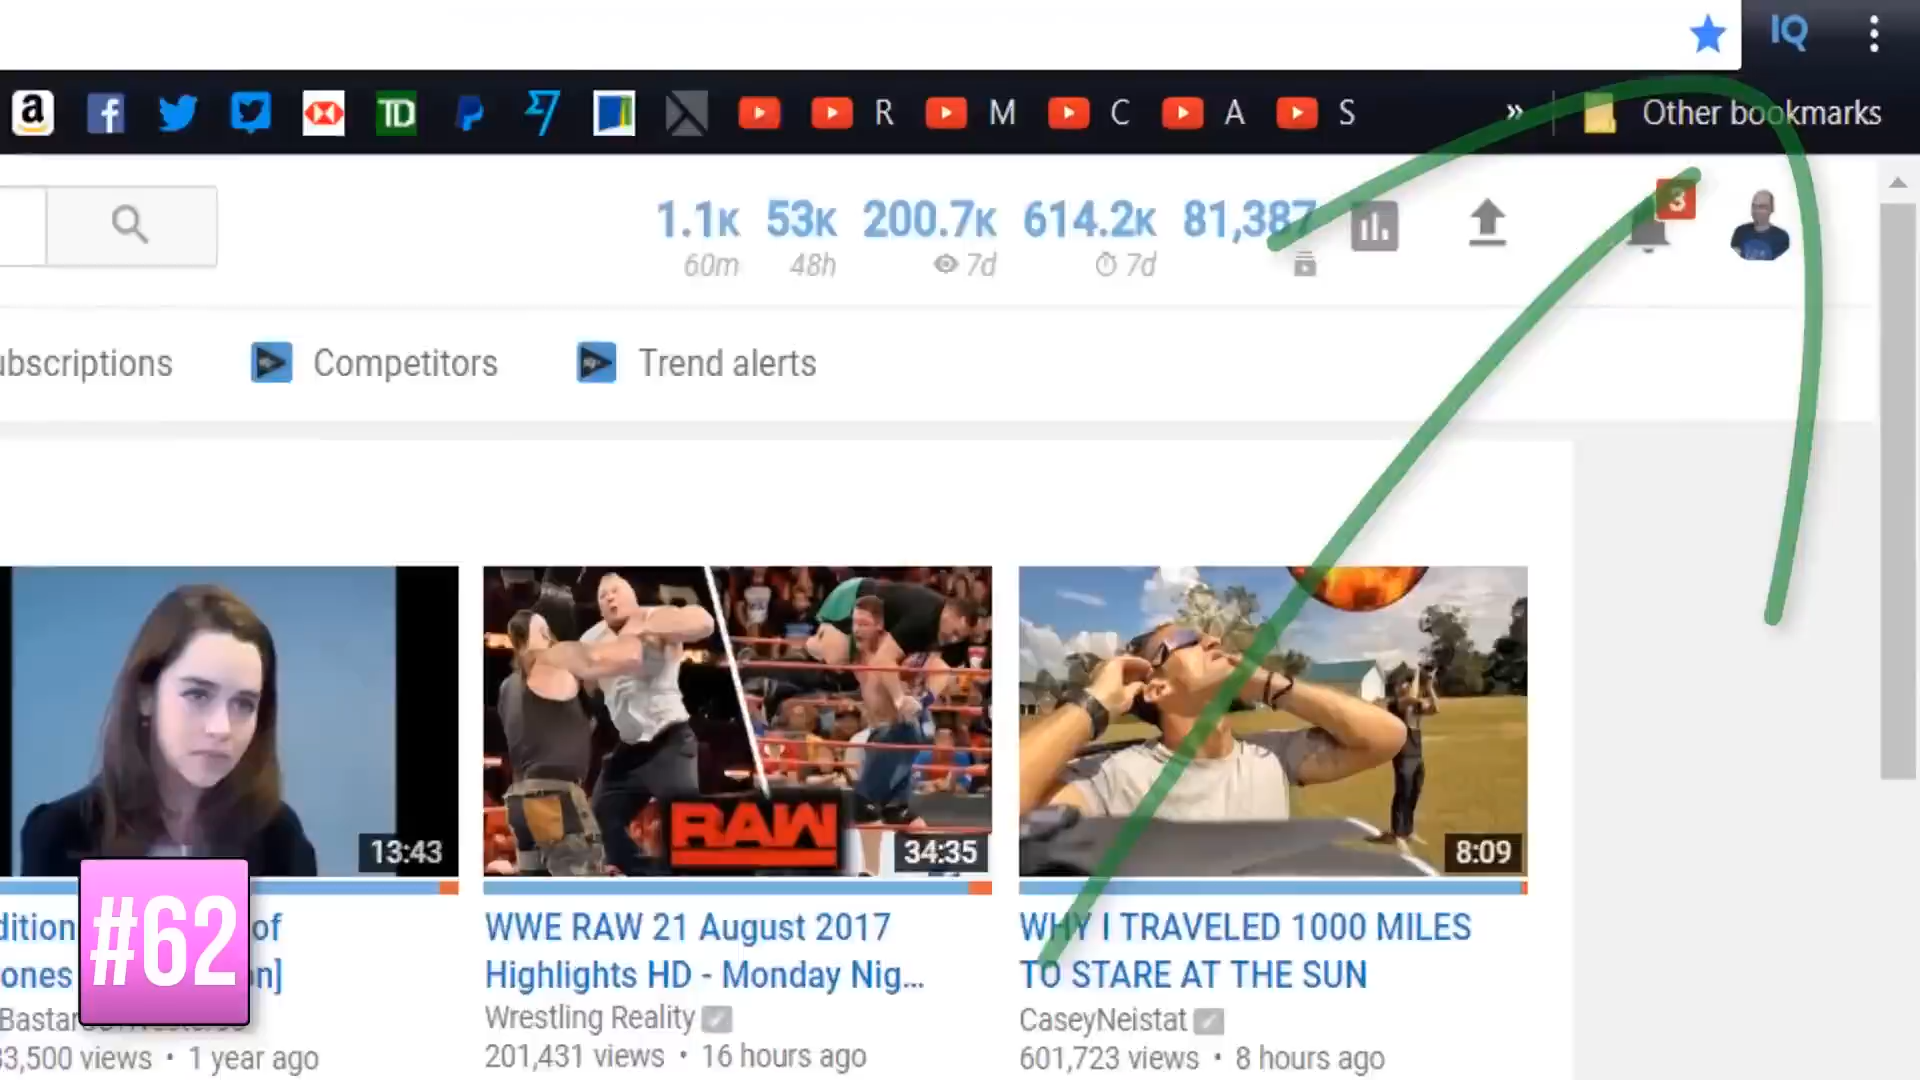 IQ
a TD R M C A S » Other bookmarks
1.1K 53K 200.7K 614.2K 81,387 3
60m 48h 7d 7d
ubscriptions Competitors Trend alerts
13:43 RAW 34:35 8:09
dition of WWE RAW 21 August 2017 WHY I TRAVELED 1000 MILES
ones n] Highlights HD - Monday Nig... TO STARE AT THE SUN
#62
Wrestling Reality CaseyNeistat
3,500 views • 1 year ago 201,431 views • 16 hours ago 601,723 views • 8 hours ago